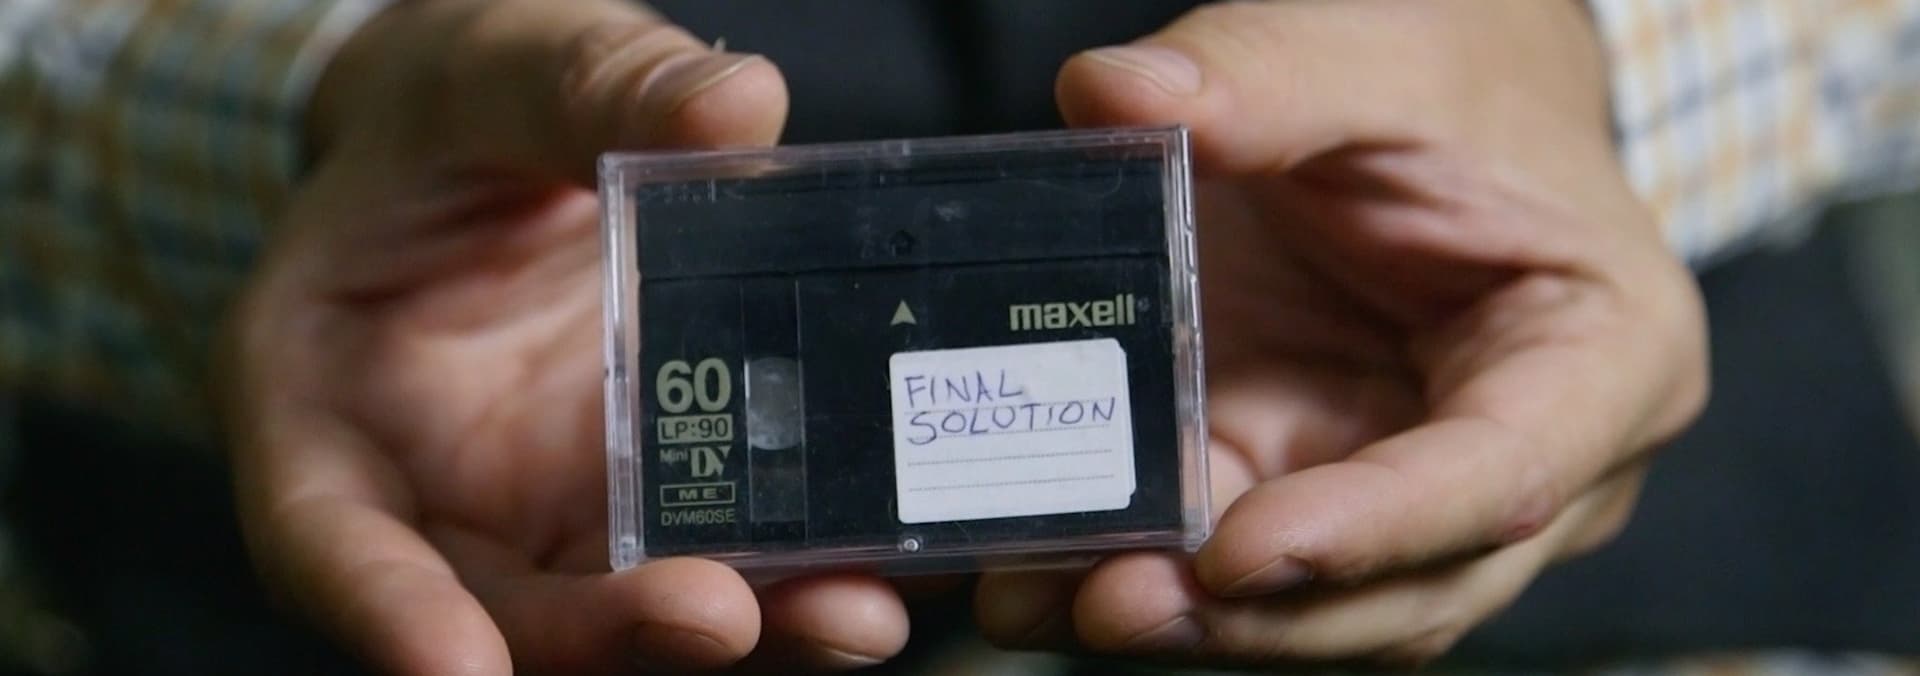 maxell
60
LP:90
Mini DV
ME
DVM60SE
FINAL
SOLUTION